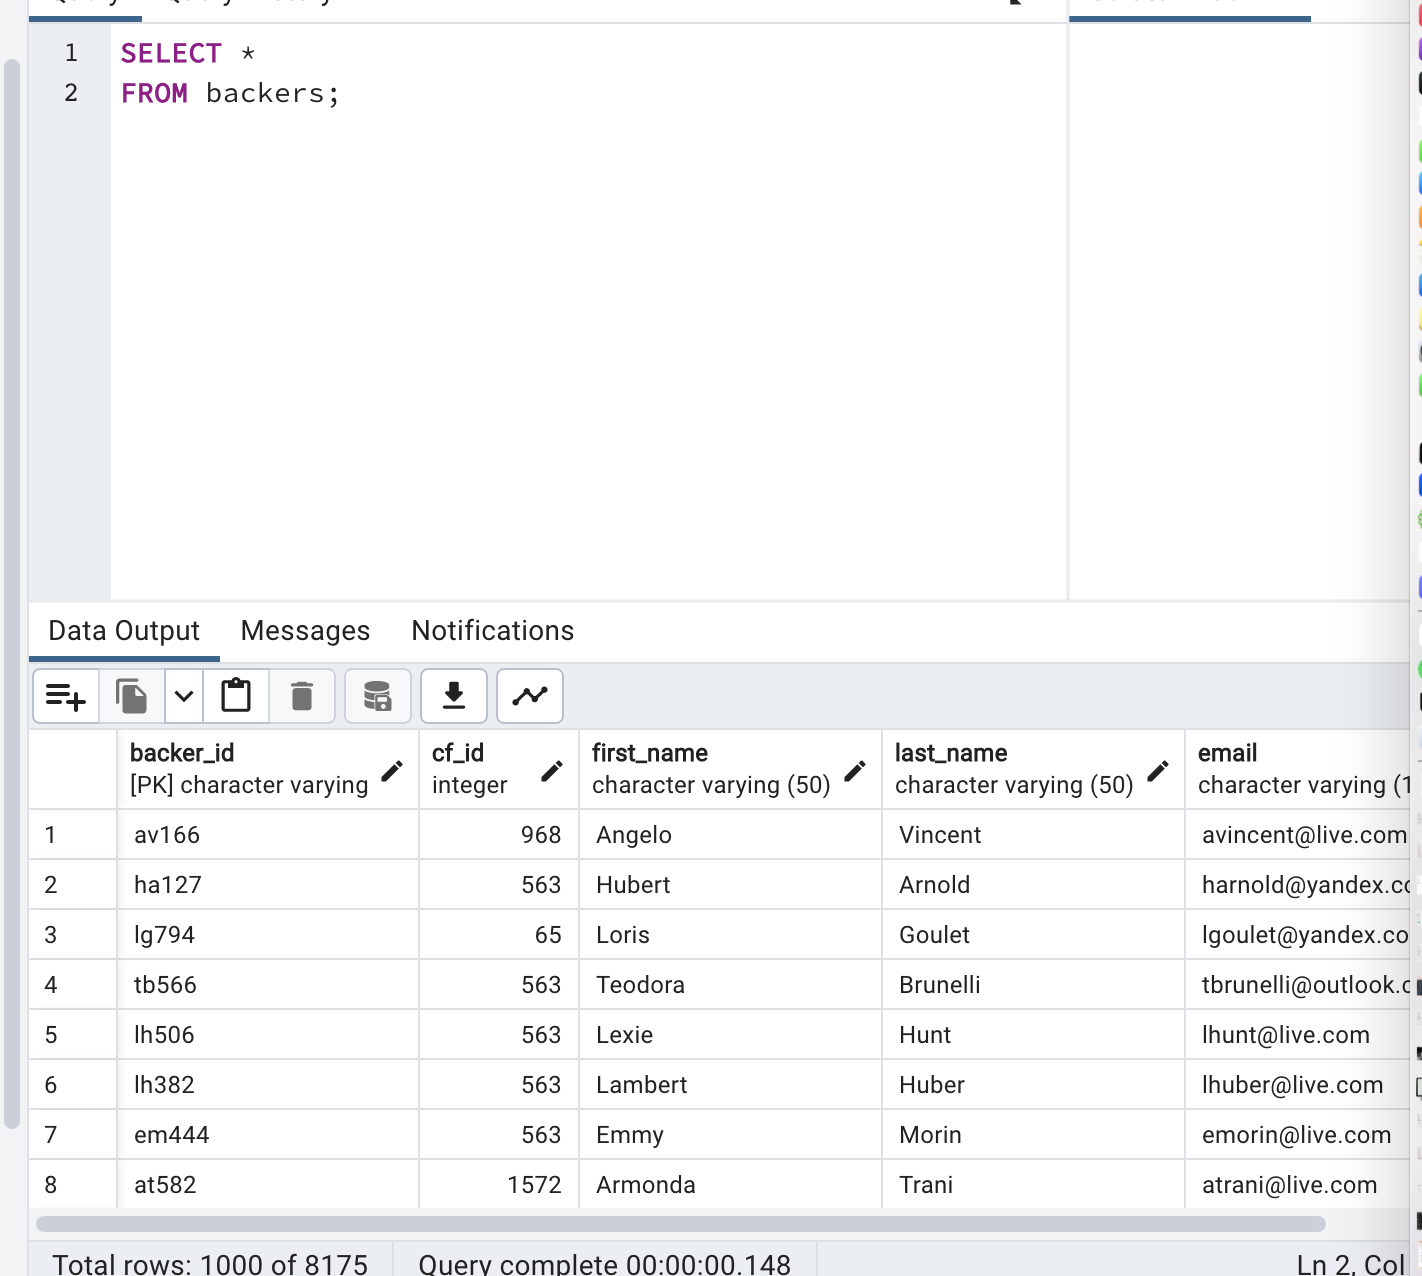 1 SELECT *
2 FROM backers;
Data Output Messages Notifications
backer_id cf_id first_name last_name email
[PK] character varying integer character varying (50) character varying (50) character varying (1
1 av166 968 Angelo Vincent avincent@live.com
2 ha127 563 Hubert Arnold harnold@yandex.co
3 lg794 65 Loris Goulet lgoulet@yandex.co
4 tb566 563 Teodora Brunelli tbrunelli@outlook.c
5 lh506 563 Lexie Hunt lhunt@live.com
6 lh382 563 Lambert Huber lhuber@live.com
7 em444 563 Emmy Morin emorin@live.com
8 at582 1572 Armonda Trani atrani@live.com
Total rows: 1000 of 8175 Query complete 00:00:00.148 Ln 2, Col